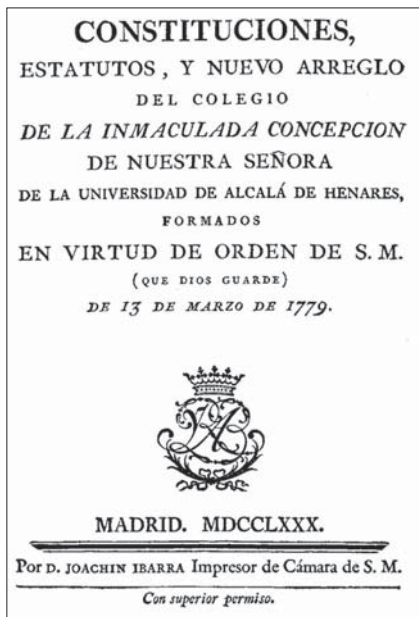 CONSTITUCIONES,
ESTATUTOS, Y NUEVO ARREGLO
DEL COLEGIO
DE LA INMACULADA CONCEPCION
DE NUESTRA SEÑORA
DE LA UNIVERSIDAD DE ALCALÁ DE HENARES,
FORMADOS
EN VIRTUD DE ORDEN DE S. M.
(QUE DIOS GUARDE)
DE 13 DE MARZO DE 1779.
MADRID. MDCCLXXX.
Por D. JOACHIN IBARRA Impresor de Cámara de S. M.
Con superior permiso.